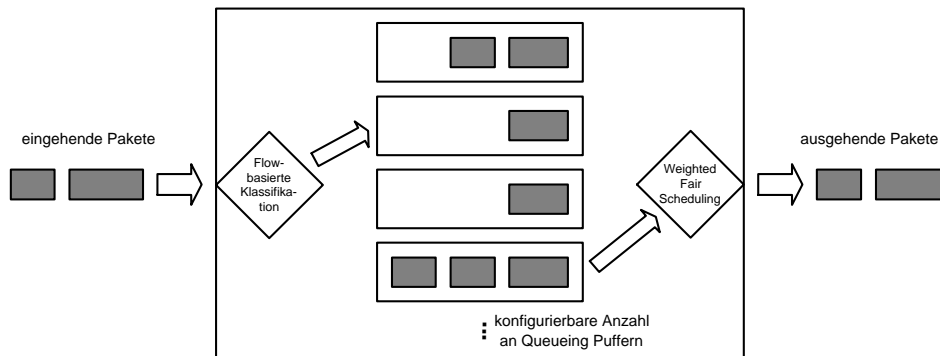 eingehende Pakete
Flow-
basierte
Klassifika-
tion
Weighted
Fair
Scheduling
ausgehende Pakete
konfigurierbare Anzahl
an Queueing Puffern